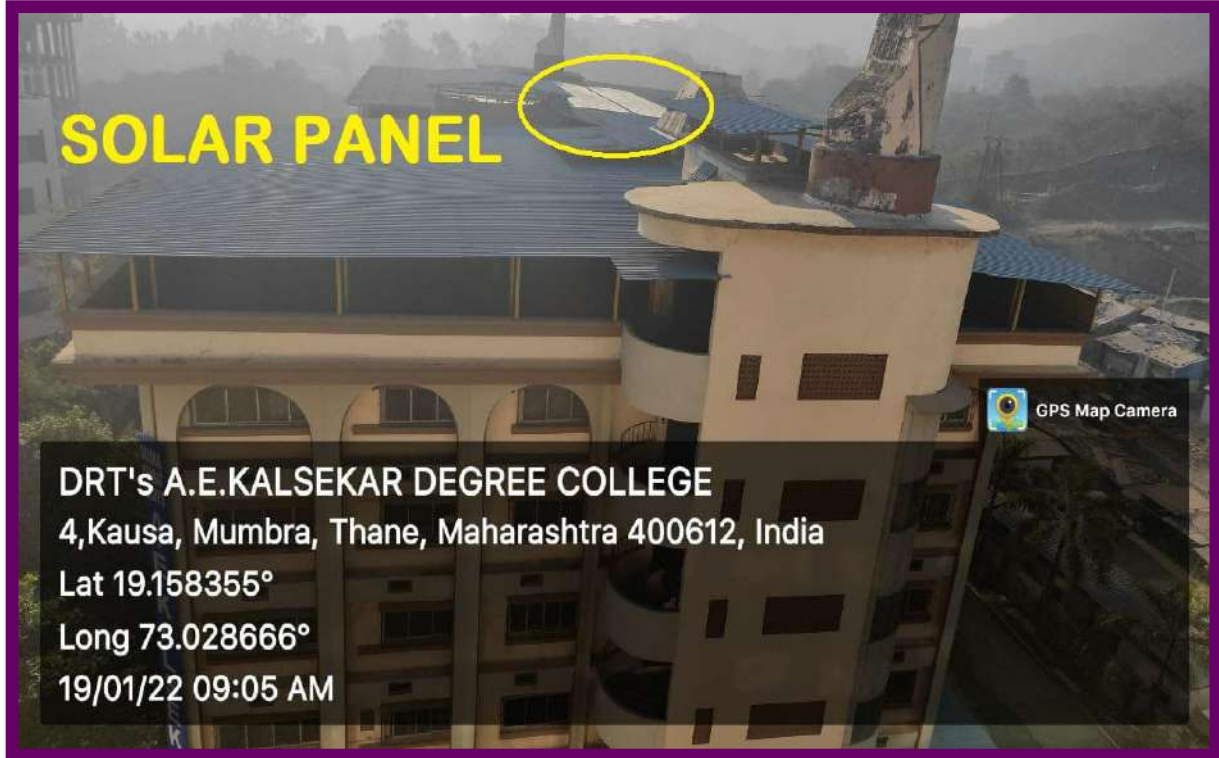 SOLAR PANEL
GPS Map Camera
DRT's A.E.KALSEKAR DEGREE COLLEGE
4,Kausa, Mumbra, Thane, Maharashtra 400612, India
Lat 19.158355°
Long 73.028666°
19/01/22 09:05 AM